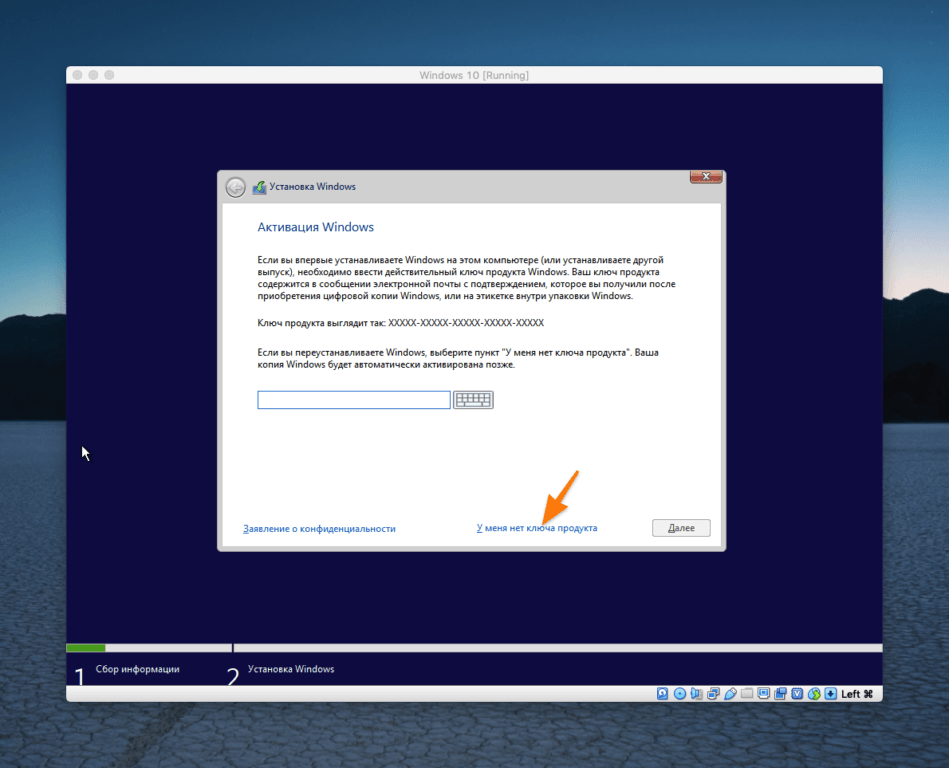 Windows 10 [Running]
Установка Windows
X
Активация Windows
Если вы впервые устанавливаете Windows на этом компьютере (или устанавливаете другой
выпуск), необходимо ввести действительный ключ продукта Windows. Ваш ключ продукта
содержится в сообщении электронной почты с подтверждением, которое вы получили после
приобретения цифровой копии Windows, или на этикетке внутри упаковки Windows.
Ключ продукта выглядит так: XXXXX-XXXXX-XXXXX-XXXXX-XXXXX
Если вы переустанавливаете Windows, выберите пункт "У меня нет ключа продукта". Ваша
копия Windows будет автоматически активирована позже.
Заявление о конфиденциальности
У меня нет ключа продукта
Далее
1 Сбор информации
2 Установка Windows
Left ⌘